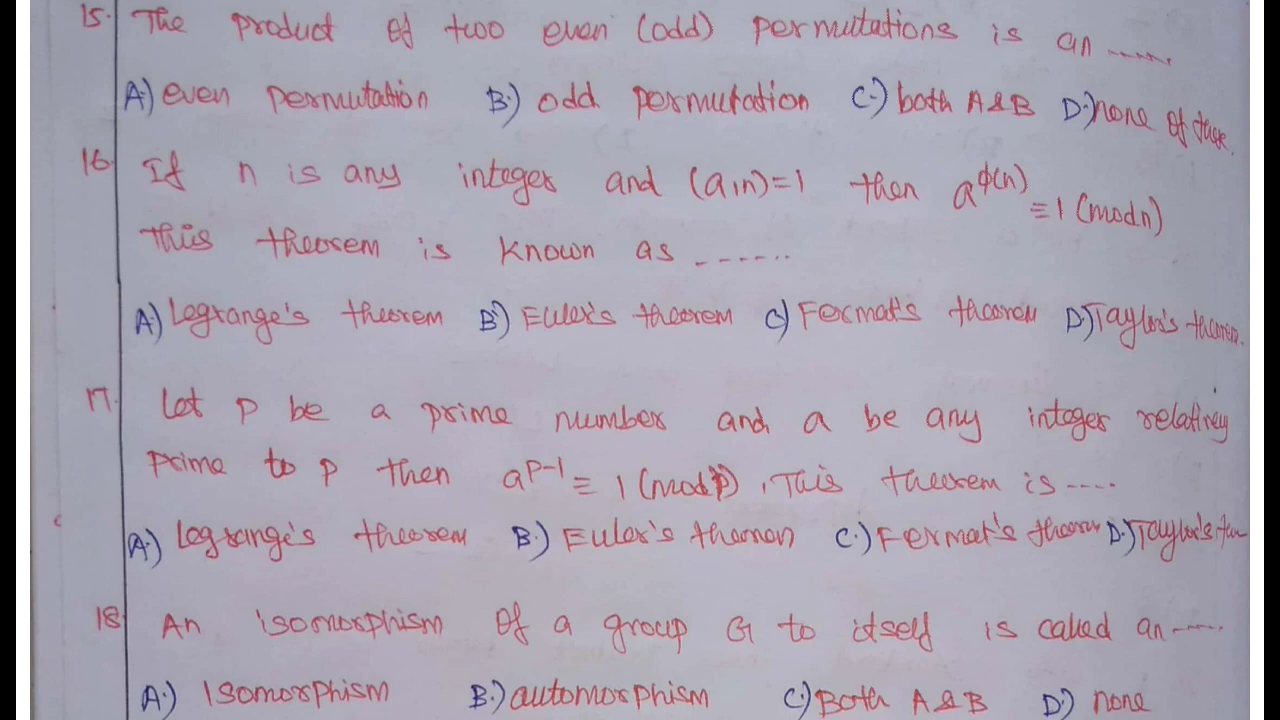 15. The product of two even (odd) permutations is an ......
A.) even permutation B.) odd permutation C.) both A & B D.) none of these.
16. If n is any integer and (a,n)=1 then a^φ(n) ≡ 1 (mod n)
This theorem is known as .......
A.) Legrange's theorem B.) Euler's theorem C.) Fermat's theorem D.) Taylor's theorem.
17. Let p be a prime number and a be any integer relatively
prime to p then a^p-1 ≡ 1 (mod p). This theorem is .....
A.) Legrange's theorem B.) Euler's theorem C.) Fermat's theorem D.) Taylor's
18. An isomorphism of a group G to itself is called an .....
A.) Isomorphism B.) automorphism C.) Both A & B D.) none